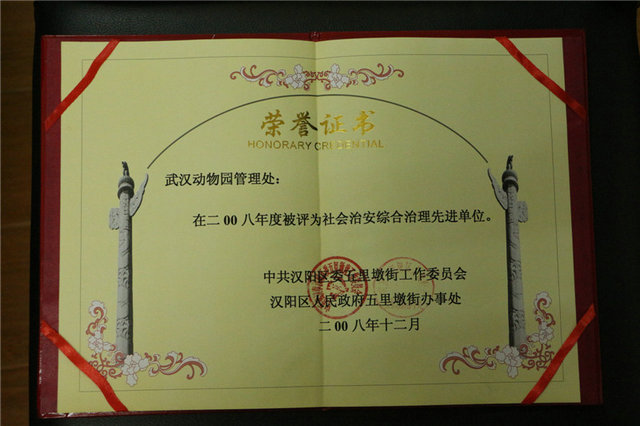 荣誉证书
HONORARY CREDENTIAL
武汉动物园管理处：
在二00八年度被评为社会治安综合治理先进单位。
中共汉阳区委五里墩街工作委员会
汉阳区人民政府五里墩街办事处
二00八年十二月